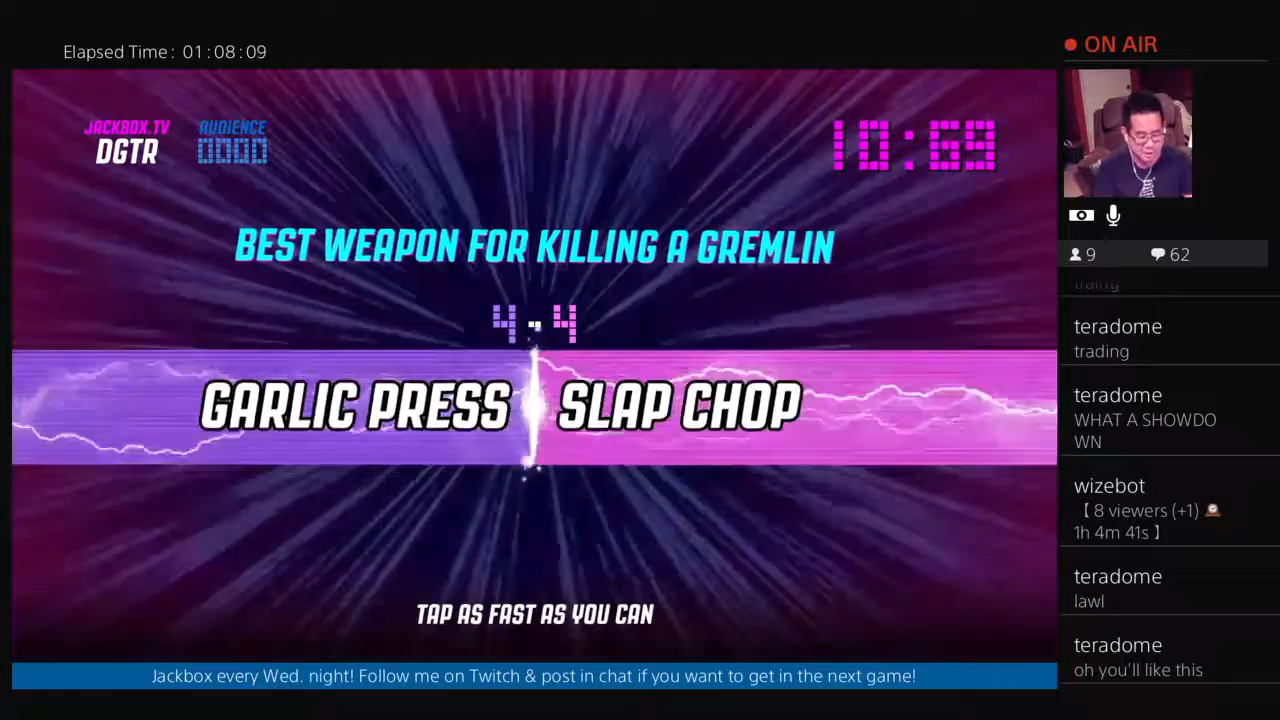 Elapsed Time: 01:08:09
ON AIR
JACKBOX.TV
DGTR
AUDIENCE
10:69
BEST WEAPON FOR KILLING A GREMLIN
4-4
GARLIC PRESS
SLAP CHOP
TAP AS FAST AS YOU CAN
Jackbox every Wed. night! Follow me on Twitch & post in chat if you want to get in the next game!
9
62
teradome
trading
teradome
WHAT A SHOWDO
WN
wizebot
【 8 viewers (+1) 🕰
1h 4m 41s 】
teradome
lawl
teradome
oh you'll like this